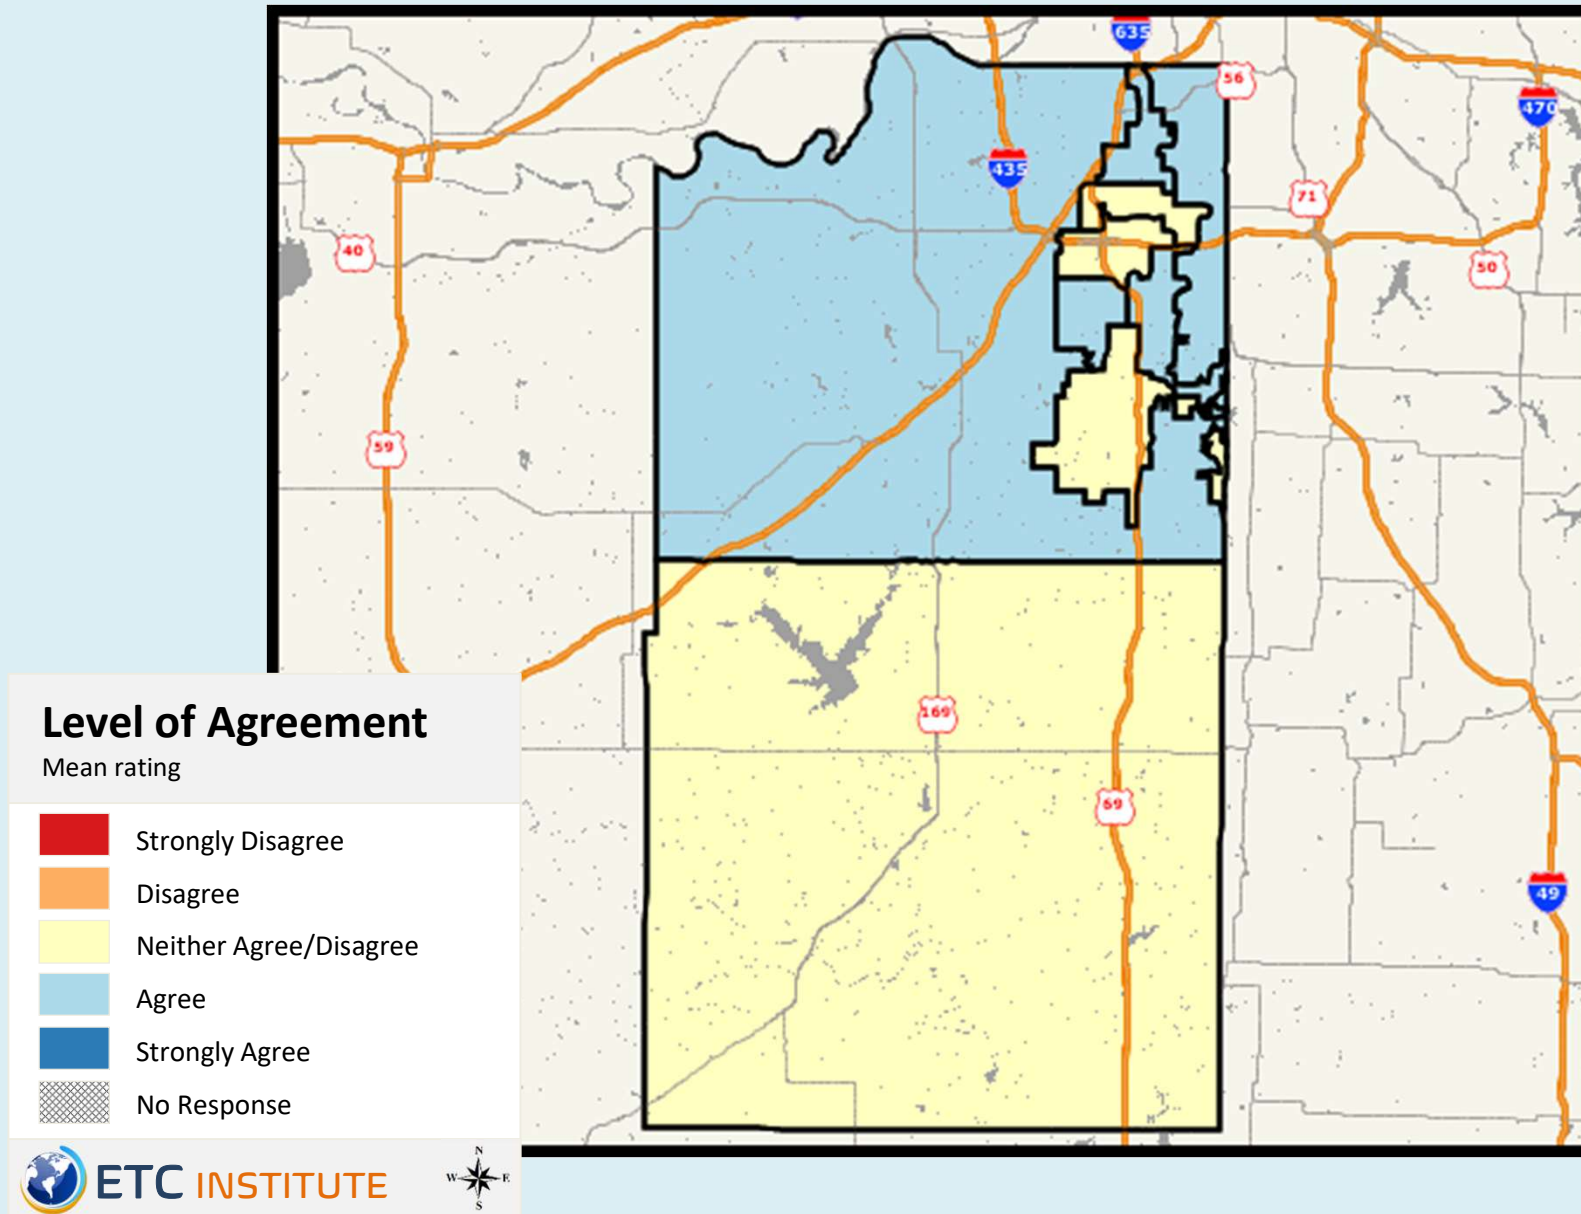 635
56
470
435
71
40
50
59
169
69
49
Level of Agreement
Mean rating
Strongly Disagree
Disagree
Neither Agree/Disagree
Agree
Strongly Agree
No Response
ETC INSTITUTE
N
W E
S